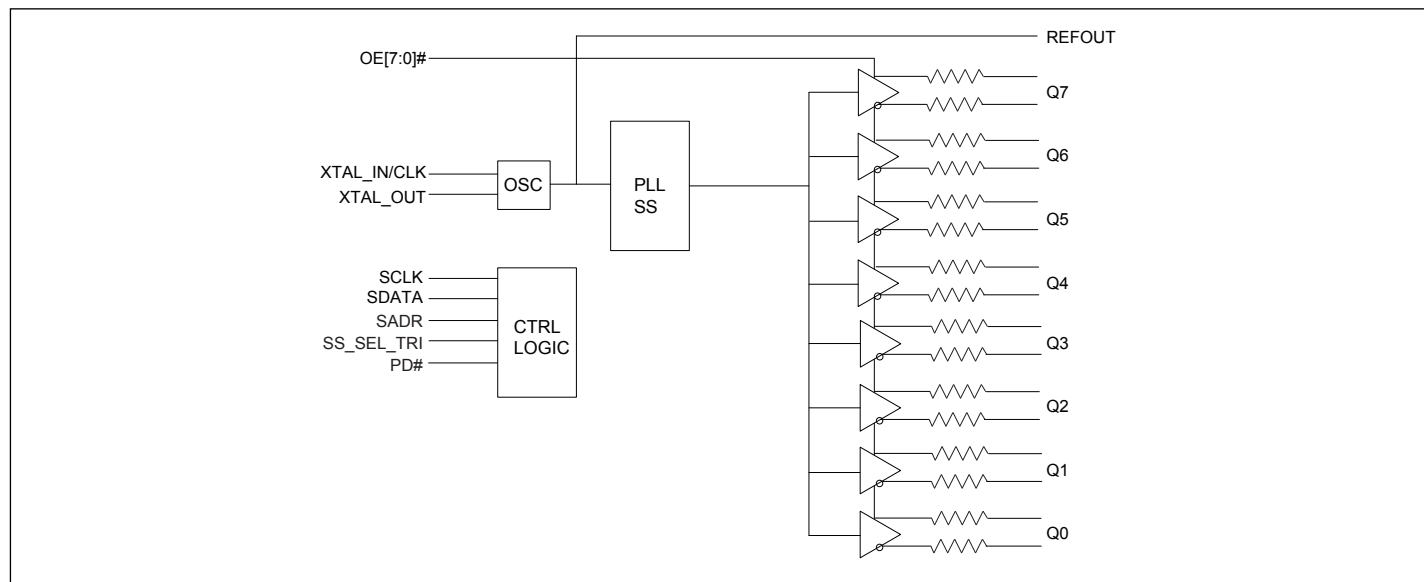 REFOUT
OE[7:0]#
Q7
Q6
XTAL_IN/CLK
XTAL_OUT
OSC
PLL
SS
Q5
SCLK
SDATA
SADR
SS_SEL_TRI
PD#
CTRL
LOGIC
Q4
Q3
Q2
Q1
Q0